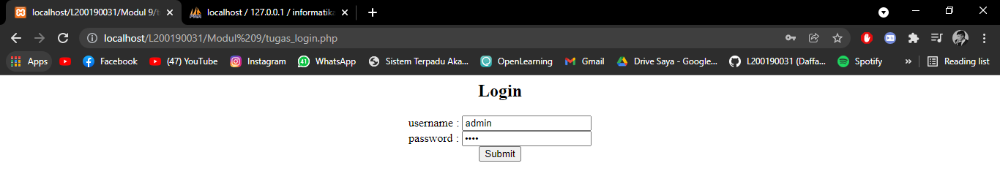 localhost/L200190031/Modul 9/t
localhost / 127.0.0.1 / informatika
localhost/L200190031/Modul%209/tugas_login.php
Apps Facebook (47) YouTube Instagram 41 WhatsApp Sistem Terpadu Aka... OpenLearning Gmail Drive Saya - Google... L200190031 (Daffa... Spotify » Reading list
Login
username : admin
password : ••••
Submit